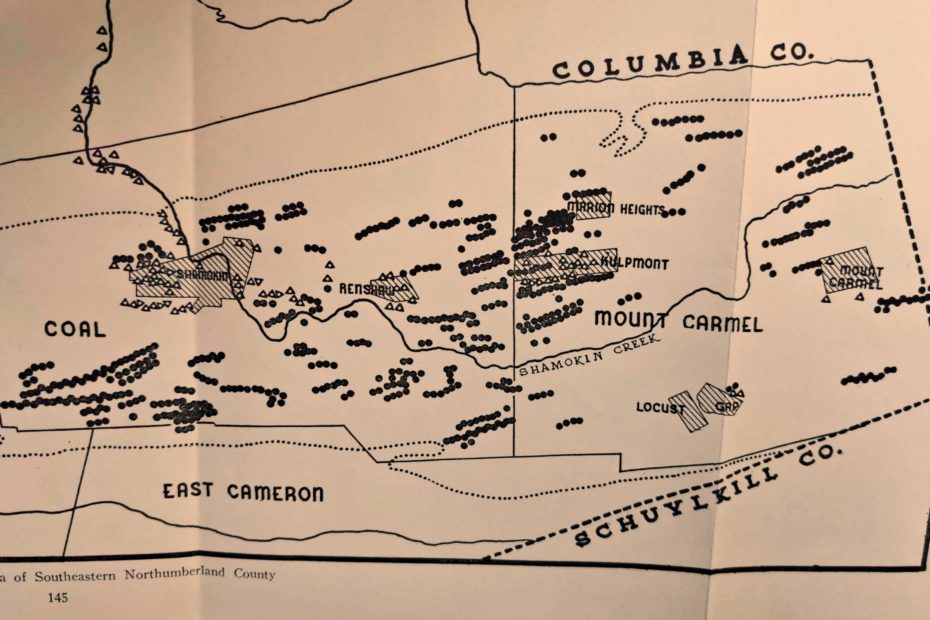 COLUMBIA CO.
MARION HEIGHTS
SHAMOKIN
KULPMONT
RENSHAW
MOUNT
CARMEL
COAL
MOUNT CARMEL
SHAMOKIN CREEK
LOCUST GAP
EAST CAMERON
SCHUYLKILL CO.
a of Southeastern Northumberland County
145